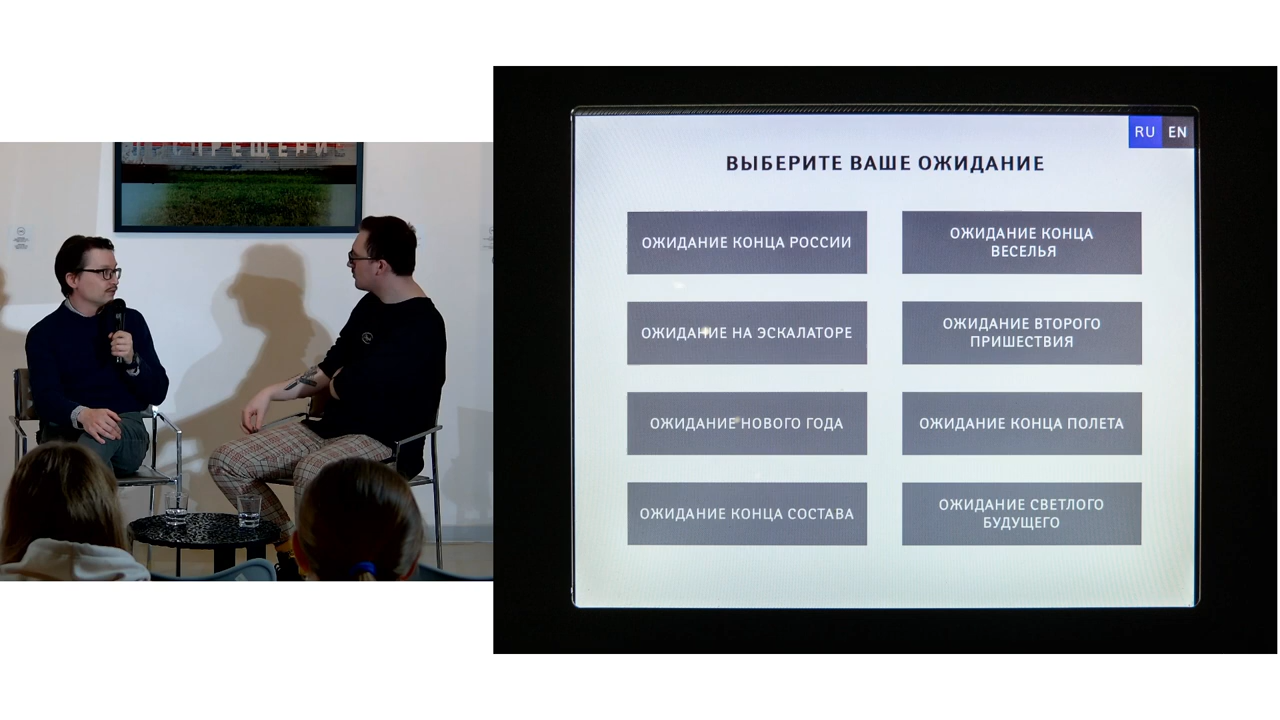 RU EN
ВЫБЕРИТЕ ВАШЕ ОЖИДАНИЕ
ОЖИДАНИЕ КОНЦА РОССИИ
ОЖИДАНИЕ КОНЦА
ВЕСЕЛЬЯ
ОЖИДАНИЕ НА ЭСКАЛАТОРЕ
ОЖИДАНИЕ ВТОРОГО
ПРИШЕСТВИЯ
ОЖИДАНИЕ НОВОГО ГОДА
ОЖИДАНИЕ КОНЦА ПОЛЕТА
ОЖИДАНИЕ КОНЦА СОСТАВА
ОЖИДАНИЕ СВЕТЛОГО
БУДУЩЕГО